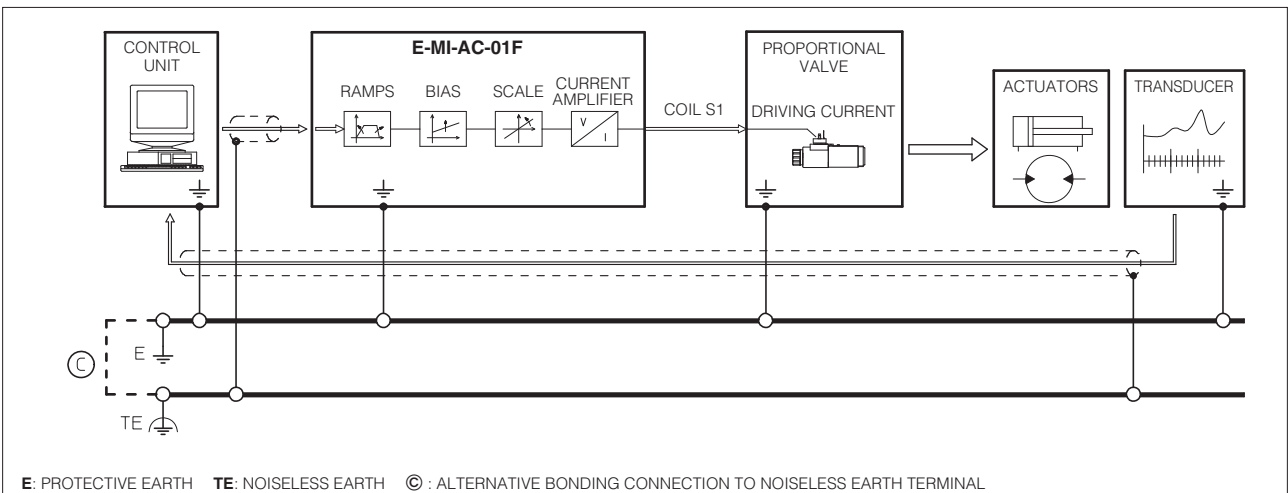 CONTROL
UNIT
E-MI-AC-01F
RAMPS
BIAS
SCALE
CURRENT
AMPLIFIER
V
I
COIL S1
PROPORTIONAL
VALVE
DRIVING CURRENT
ACTUATORS
TRANSDUCER
E
C
TE
E: PROTECTIVE EARTH TE: NOISELESS EARTH © : ALTERNATIVE BONDING CONNECTION TO NOISELESS EARTH TERMINAL